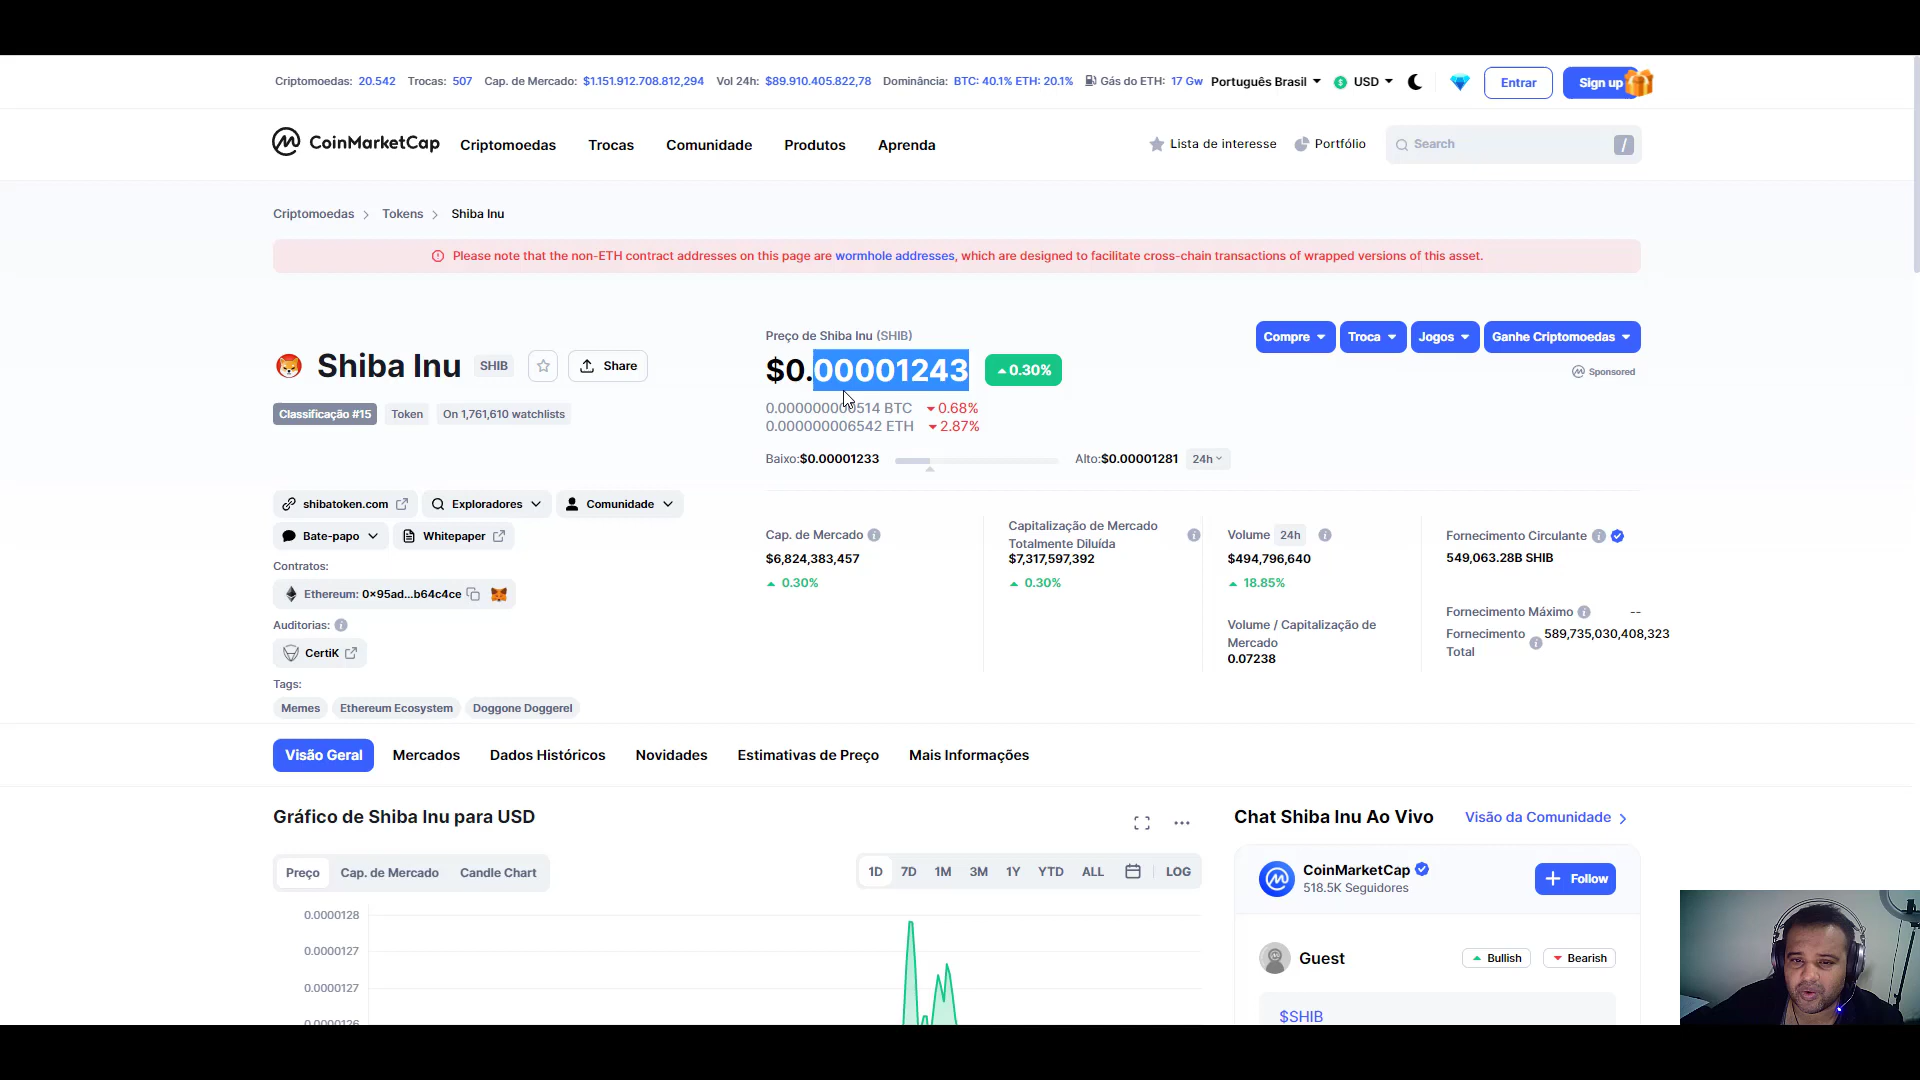 Criptomoedas: 20.542 Trocas: 507 Cap. de Mercado: $1.151.912.708.812,294 Vol 24h: $89.910.405.822,78 Dominância: BTC: 40.1% ETH: 20.1% Gás do ETH: 17 Gw Português Brasil USD Entrar Sign up
CoinMarketCap Criptomoedas Trocas Comunidade Produtos Aprenda Lista de interesse Portfólio Search /
Criptomoedas > Tokens > Shiba Inu
Please note that the non-ETH contract addresses on this page are wormhole addresses, which are designed to facilitate cross-chain transactions of wrapped versions of this asset.
Shiba Inu SHIB Share
Classificação #15 Token On 1,761,610 watchlists
Preço de Shiba Inu (SHIB)
$0.00001243 0.30%
0.000000000514 BTC 0.68%
0.000000006542 ETH 2.87%
Baixo:$0.00001233 Alto:$0.00001281 24h
Compre Troca Jogos Ganhe Criptomoedas
Sponsored
shibatoken.com Exploradores Comunidade
Bate-papo Whitepaper
Contratos:
Ethereum: 0x95ad...b64c4ce
Auditorias:
CertiK
Tags:
Memes Ethereum Ecosystem Doggone Doggerel
Cap. de Mercado
$6,824,383,457
0.30%
Capitalização de Mercado
Totalmente Diluída
$7,317,597,392
0.30%
Volume 24h
$494,796,640
18.85%
Volume / Capitalização de
Mercado
0.07238
Fornecimento Circulante
549,063.28B SHIB
Fornecimento Máximo --
Fornecimento
Total
589,735,030,408,323
Visão Geral Mercados Dados Históricos Novidades Estimativas de Preço Mais Informações
Gráfico de Shiba Inu para USD
Preço Cap. de Mercado Candle Chart 1D 7D 1M 3M 1Y YTD ALL LOG
0.0000128
0.0000127
0.0000127
0.0000126
Chat Shiba Inu Ao Vivo Visão da Comunidade >
CoinMarketCap
518.5K Seguidores
+ Follow
Guest Bullish Bearish
$SHIB